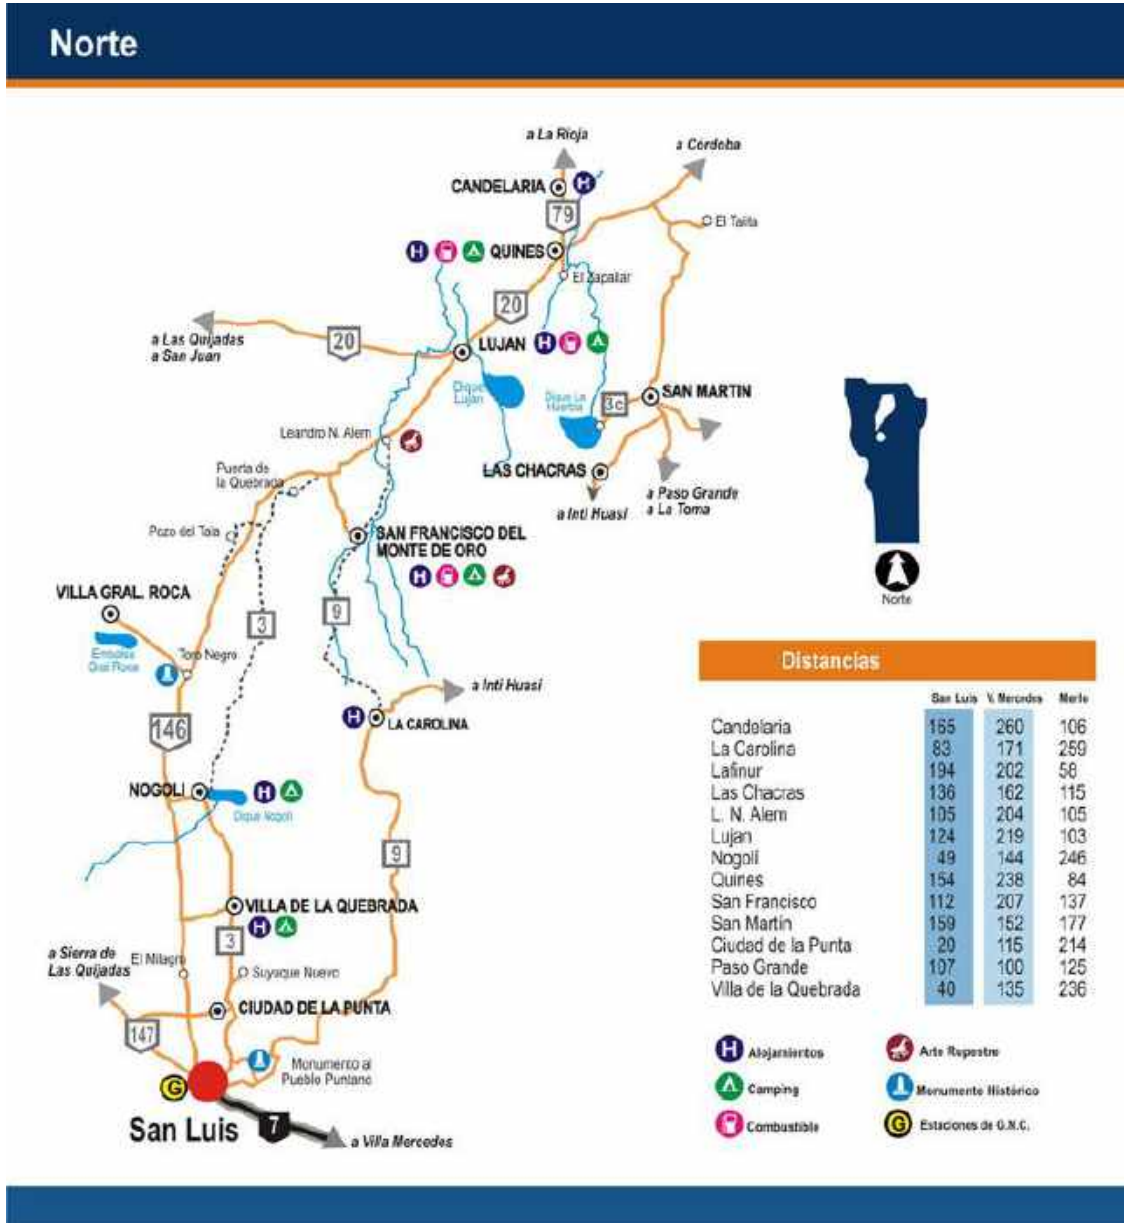 Norte
a La Rioja
a Cordoba
CANDELARIA
79
El Talita
QUINES
El Zapallar
20
a Las Quijadas
a San Juan
20
LUJAN
Dique
Lujan
Dique La
Huertita
3c
SAN MARTIN
Leandro N. Alem
LAS CHACRAS
Puerta de
la Quebrada
a Inti Huasi
a Paso Grande
a La Toma
Pozo del Tala
SAN FRANCISCO DEL
MONTE DE ORO
VILLA GRAL. ROCA
Norte
9
3
Embalse
Gral Roca
Toro Negro
a Inti Huasi
146
LA CAROLINA
NOGOLI
Dique Nogoli
9
VILLA DE LA QUEBRADA
3
a Sierra de
Las Quijadas
El Milagro
Suyuque Nuevo
CIUDAD DE LA PUNTA
147
Monumento al
Pueblo Puntano
San Luis
7
a Villa Mercedes
Distancias
San Luis V. Mercedes Merlo
Candelaria 165 260 106
La Carolina 83 171 259
Lafinur 194 202 58
Las Chacras 136 162 115
L. N. Alem 105 204 105
Lujan 124 219 103
Nogolí 49 144 246
Quines 154 238 84
San Francisco 112 207 137
San Martín 159 152 177
Ciudad de la Punta 20 115 214
Paso Grande 107 100 125
Villa de la Quebrada 40 135 236
H Alojamientos
Camping
Combustible
Arte Rupestre
Monumento Histórico
G Estaciones de G.N.C.